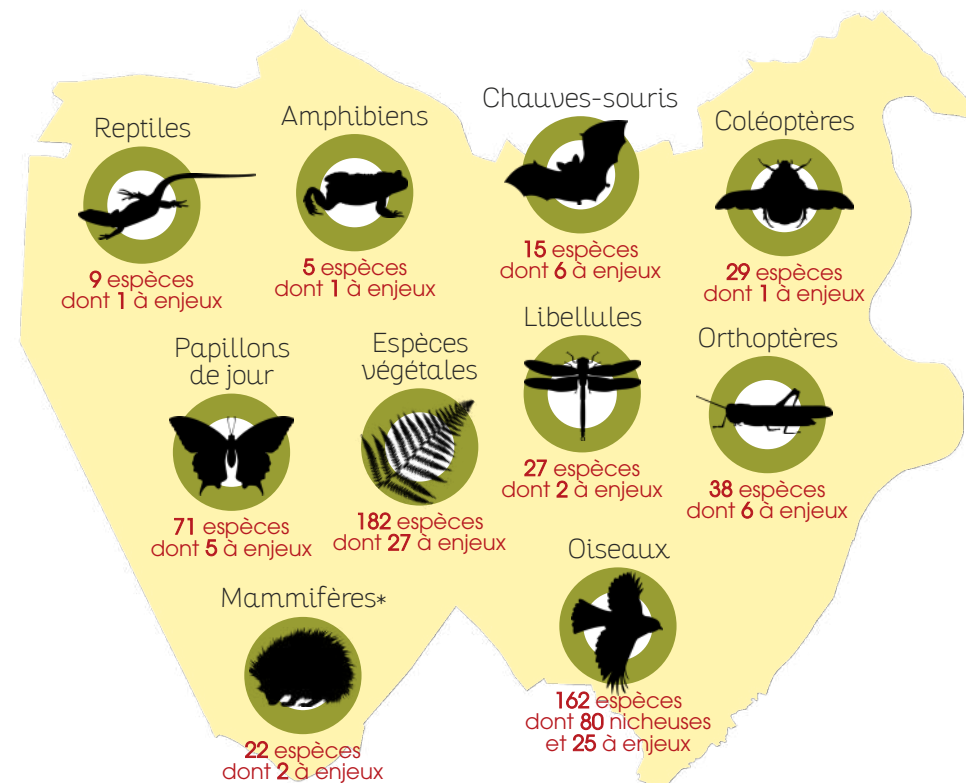 Reptiles
9 espèces
dont 1 à enjeux
Amphibiens
5 espèces
dont 1 à enjeux
Chauves-souris
15 espèces
dont 6 à enjeux
Coléoptères
29 espèces
dont 1 à enjeux
Papillons
de jour
71 espèces
dont 5 à enjeux
Espèces
végétales
182 espèces
dont 27 à enjeux
Libellules
27 espèces
dont 2 à enjeux
Orthoptères
38 espèces
dont 6 à enjeux
Mammifères*
22 espèces
dont 2 à enjeux
Oiseaux
162 espèces
dont 80 nicheuses
et 25 à enjeux